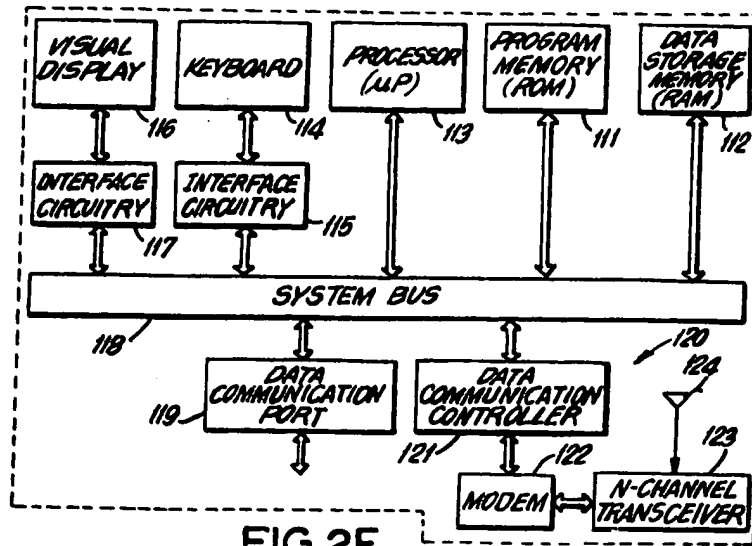 VISUAL
DISPLAY
116
KEYBOARD
114
PROCESSOR
(μP)
113
PROGRAM
MEMORY
(ROM)
111
DATA
STORAGE
MEMORY
(RAM)
112
INTERFACE
CIRCUITRY
117
INTERFACE
CIRCUITRY
115
SYSTEM BUS
118
120
DATA
COMMUNICATION
PORT
119
DATA
COMMUNICATION
CONTROLLER
121
124
122
MODEM
123
N-CHANNEL
TRANSCEIVER
FIG. 2F